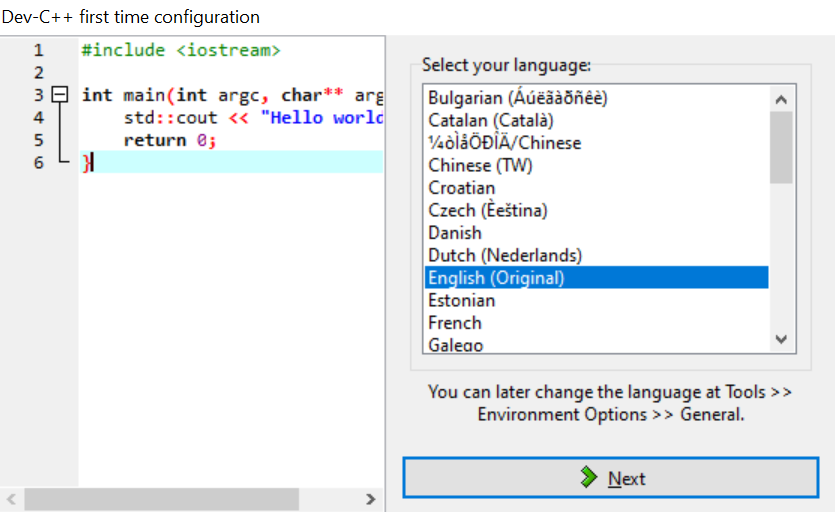 Dev-C++ first time configuration
1 #include <iostream>
2
3 int main(int argc, char** arg
4 std::cout << "Hello world
5 return 0;
6 }
Select your language:
Bulgarian (Áúëãàðñêè)
Catalan (Català)
¼òÌåÖÐÎÄ/Chinese
Chinese (TW)
Croatian
Czech (Èeština)
Danish
Dutch (Nederlands)
English (Original)
Estonian
French
Galego
You can later change the language at Tools >>
Environment Options >> General.
Next